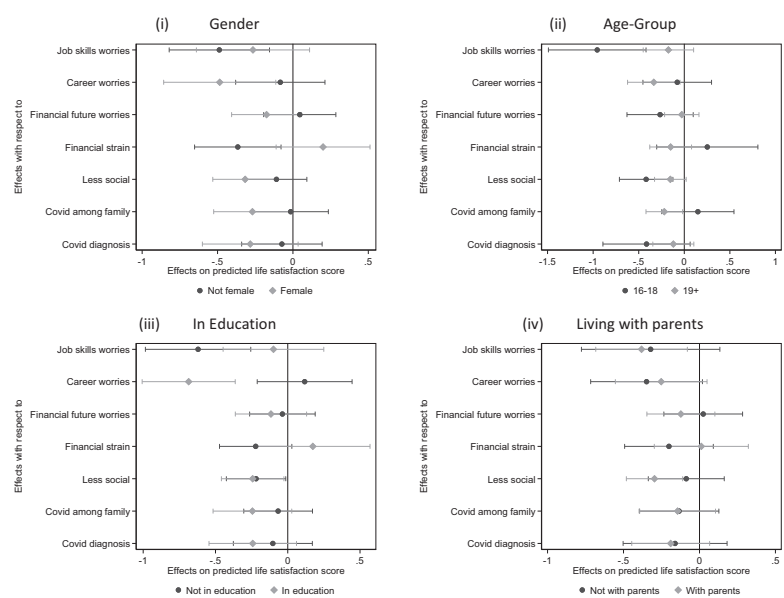 (i) Gender
Effects with respect to
Job skills worries
Career worries
Financial future worries
Financial strain
Less social
Covid among family
Covid diagnosis
-1 -.5 0 .5
Effects on predicted life satisfaction score
Not female Female
(ii) Age-Group
Effects with respect to
Job skills worries
Career worries
Financial future worries
Financial strain
Less social
Covid among family
Covid diagnosis
-1.5 -1 -.5 0 .5 1
Effects on predicted life satisfaction score
16-18 19+
(iii) In Education
Effects with respect to
Job skills worries
Career worries
Financial future worries
Financial strain
Less social
Covid among family
Covid diagnosis
-1 -.5 0 .5
Effects on predicted life satisfaction score
Not in education In education
(iv) Living with parents
Effects with respect to
Job skills worries
Career worries
Financial future worries
Financial strain
Less social
Covid among family
Covid diagnosis
-1 -.5 0 .5
Effects on predicted life satisfaction score
Not with parents With parents